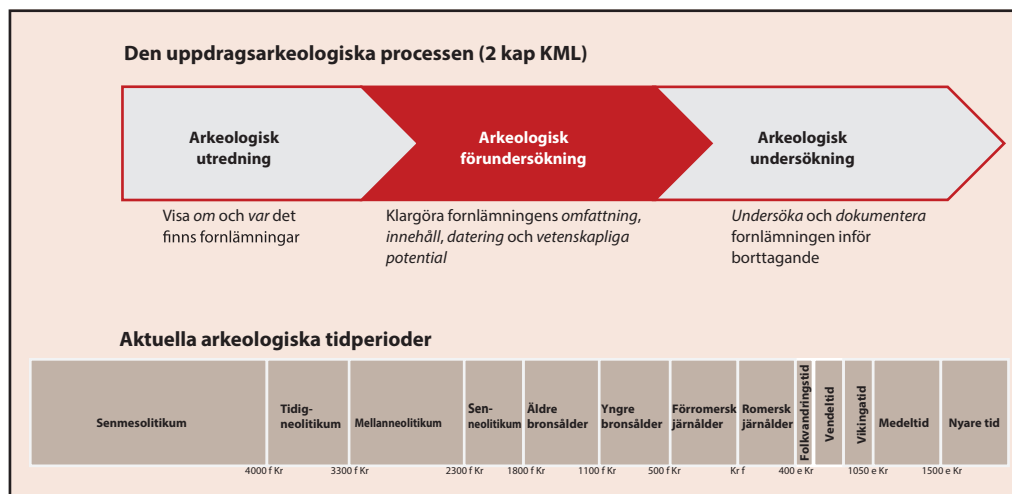 Den uppdragsarkeologiska processen (2 kap KML)
Arkeologisk
utredning
Arkeologisk
förundersökning
Arkeologisk
undersökning
Visa om och var det
finns fornlämningar
Klargöra fornlämningens omfattning,
innehåll, datering och vetenskapliga
potential
Undersöka och dokumentera
fornlämningen inför
borttagande
Aktuella arkeologiska tidperioder
Senmesolitikum
Tidig-
neolitikum
Mellanneolitikum
Sen-
neolitikum
Äldre
bronsålder
Yngre
bronsålder
Förromersk
järnålder
Romersk
järnålder
Folkvandringstid
Vendeltid
Vikingatid
Medeltid
Nyare tid
4000 f Kr
3300 f Kr
2300 f Kr
1800 f Kr
1100 f Kr
500 f Kr
Kr f
400 e Kr
1050 e Kr
1500 e Kr